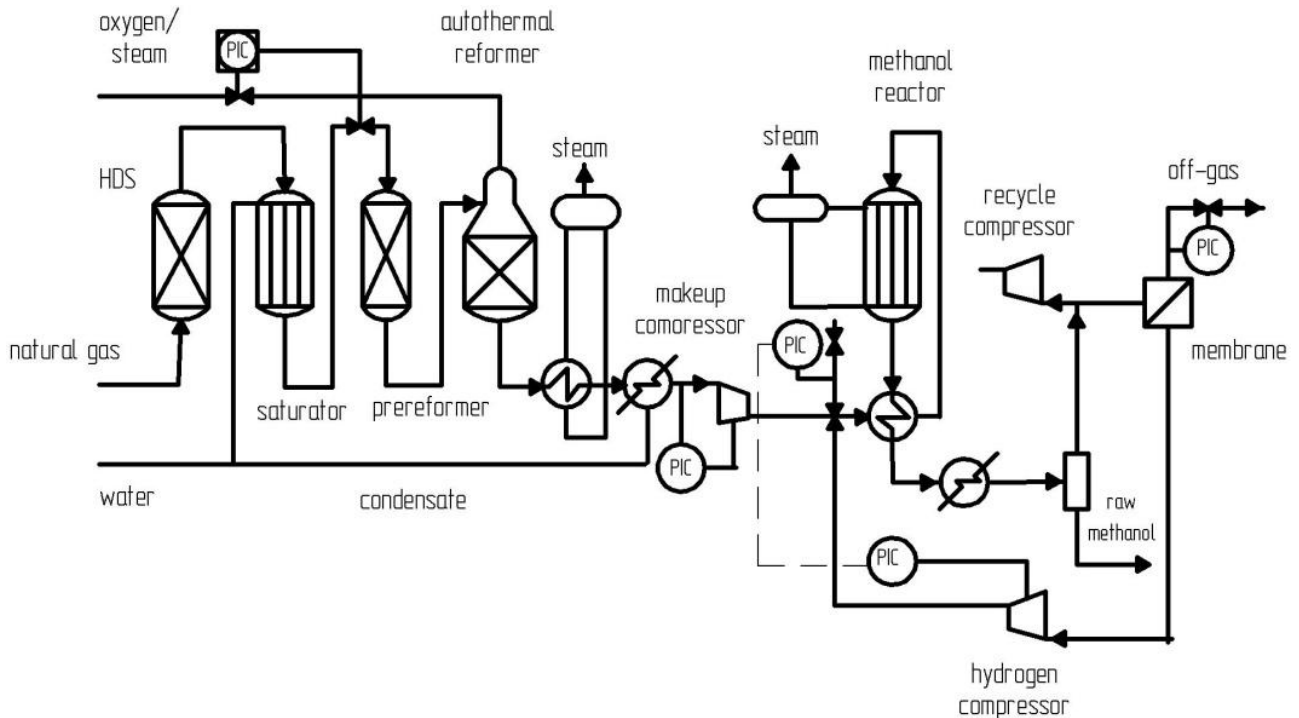 oxygen/
steam
PIC
autothermal
reformer
methanol
reactor
HDS
steam
steam
recycle
compressor
off-gas
PIC
makeup
comoressor
PIC
membrane
natural gas
saturator
prereformer
PIC
water
condensate
raw
methanol
PIC
hydrogen
compressor